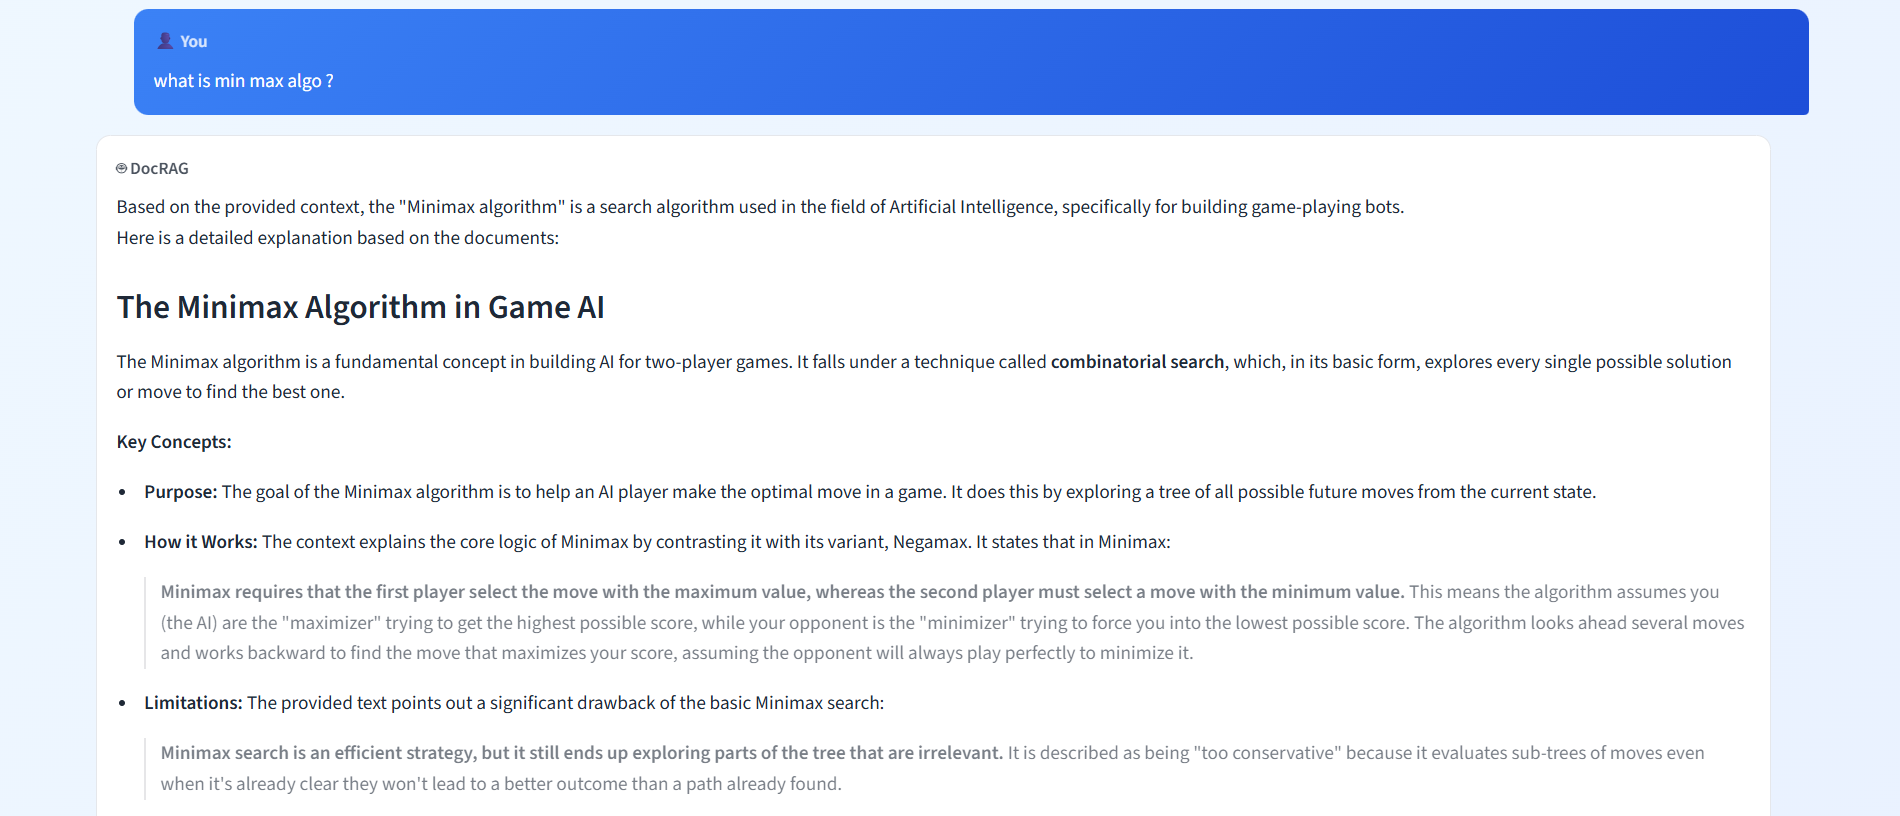 You
what is min max algo ?
DocRAG
Based on the provided context, the "Minimax algorithm" is a search algorithm used in the field of Artificial Intelligence, specifically for building game-playing bots.
Here is a detailed explanation based on the documents:
The Minimax Algorithm in Game AI
The Minimax algorithm is a fundamental concept in building AI for two-player games. It falls under a technique called combinatorial search, which, in its basic form, explores every single possible solution
or move to find the best one.
Key Concepts:
• Purpose: The goal of the Minimax algorithm is to help an AI player make the optimal move in a game. It does this by exploring a tree of all possible future moves from the current state.
• How it Works: The context explains the core logic of Minimax by contrasting it with its variant, Negamax. It states that in Minimax:
Minimax requires that the first player select the move with the maximum value, whereas the second player must select a move with the minimum value. This means the algorithm assumes you
(the AI) are the "maximizer" trying to get the highest possible score, while your opponent is the "minimizer" trying to force you into the lowest possible score. The algorithm looks ahead several moves
and works backward to find the move that maximizes your score, assuming the opponent will always play perfectly to minimize it.
• Limitations: The provided text points out a significant drawback of the basic Minimax search:
Minimax search is an efficient strategy, but it still ends up exploring parts of the tree that are irrelevant. It is described as being "too conservative" because it evaluates sub-trees of moves even
when it's already clear they won't lead to a better outcome than a path already found.